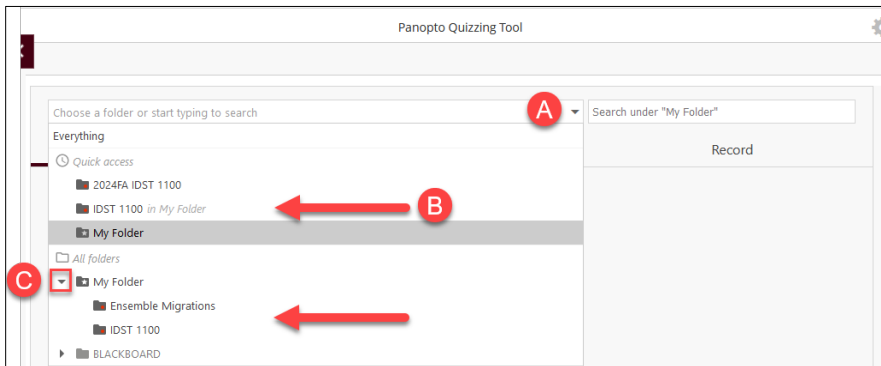 Panopto Quizzing Tool
Choose a folder or start typing to search
A
Search under "My Folder"
Everything
Record
Quick access
2024FA IDST 1100
IDST 1100 in My Folder
B
My Folder
All folders
C
My Folder
Ensemble Migrations
IDST 1100
BLACKBOARD